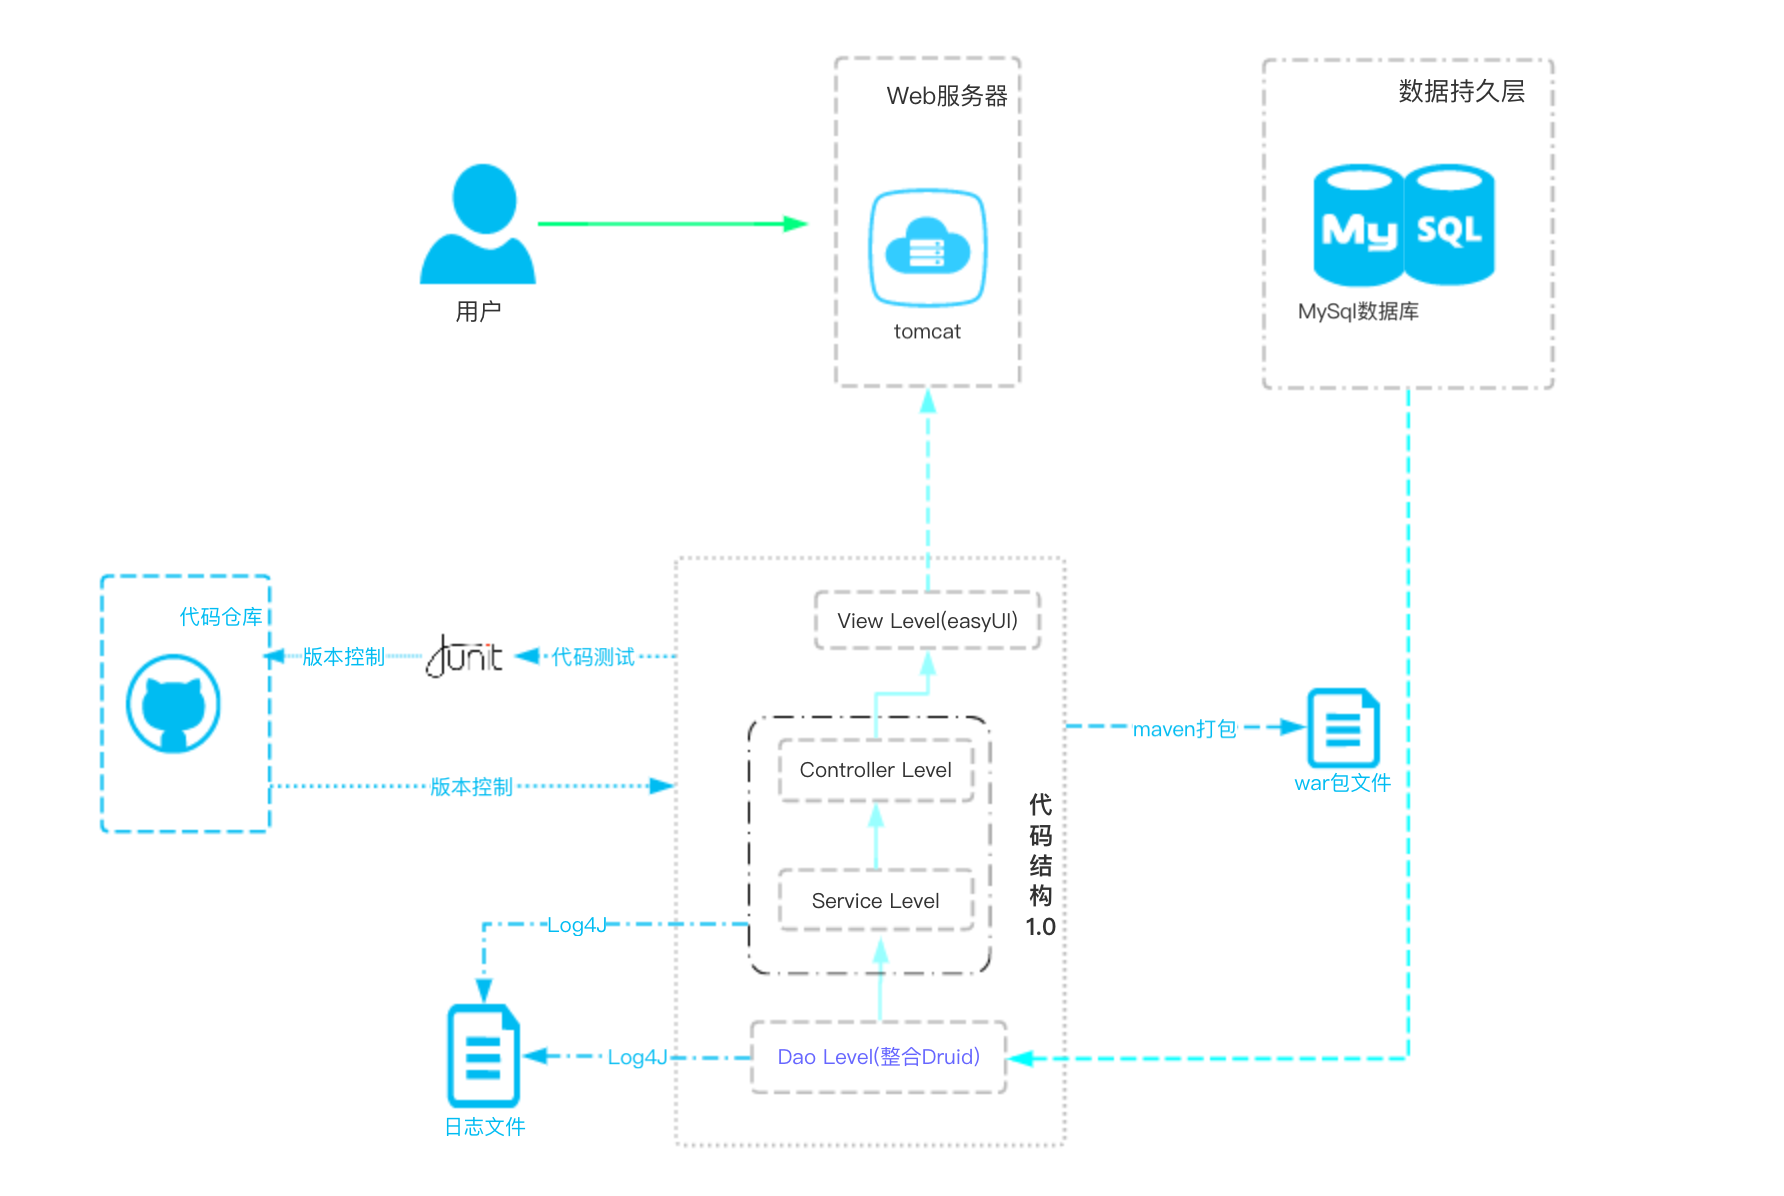 Web服务器
数据持久层
My
SQL
用户
MySql数据库
tomcat
代码仓库
View Level(easyUI)
版本控制
Junit
代码测试
maven打包
Controller Level
war包文件
版本控制
代
码
结
构
1.0
Service Level
Log4J
Dao Level(整合Druid)
Log4J
日志文件